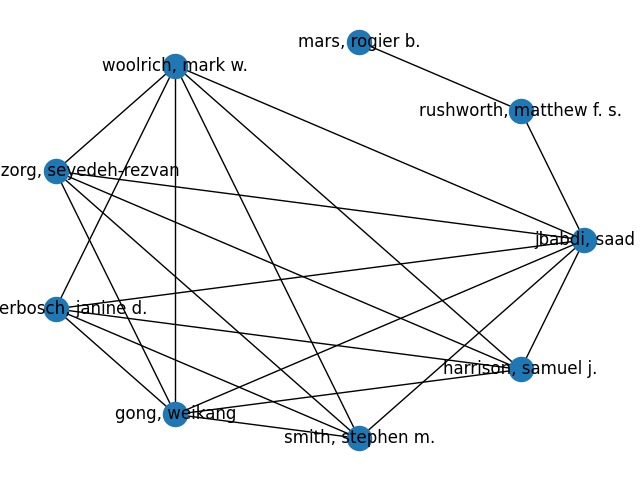 mars, rogier b.
woolrich, mark w.
rushworth, matthew f. s.
zorg, seyedeh-rezvan
jbabdi, saad
erbosch, janine d.
harrison, samuel j.
gong, weikang
smith, stephen m.